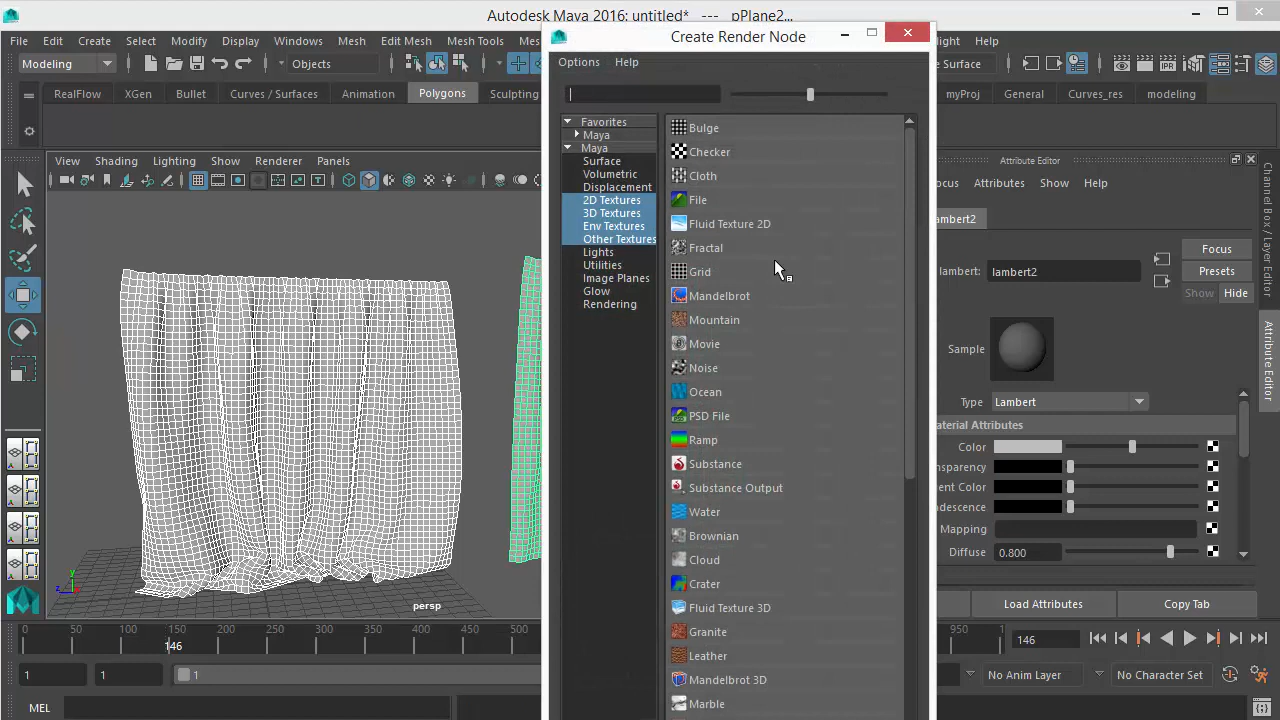 Autodesk Maya 2016: untitled* --- pPlane2...
Create Render Node
File Edit Create Select Modify Display Windows Mesh Edit Mesh Mesh Tools
Help
Options Help
Modeling
Objects
RealFlow XGen Bullet Curves / Surfaces Animation Polygons Sculpting
myProj General Curves_res modeling
View Shading Lighting Show Renderer Panels
Favorites
Maya
Maya
Surface
Volumetric
Displacement
2D Textures
3D Textures
Env Textures
Other Textures
Lights
Utilities
Image Planes
Glow
Rendering
Bulge
Checker
Cloth
File
Fluid Texture 2D
Fractal
Grid
Mandelbrot
Mountain
Movie
Noise
Ocean
PSD File
Ramp
Substance
Substance Output
Water
Brownian
Cloud
Crater
Fluid Texture 3D
Granite
Leather
Mandelbrot 3D
Marble
Attribute Editor
Attributes Show Help
Focus
lambert: lambert2
Presets
Show Hide
Sample
Type Lambert
Color
Mapping
Diffuse 0.800
Load Attributes Copy Tab
Channel Box / Layer Editor
Attribute Editor
persp
y
z
0 50 100 150 200 250 300 350 400 450 500
146
950
146
1 1 1
No Anim Layer No Character Set
MEL